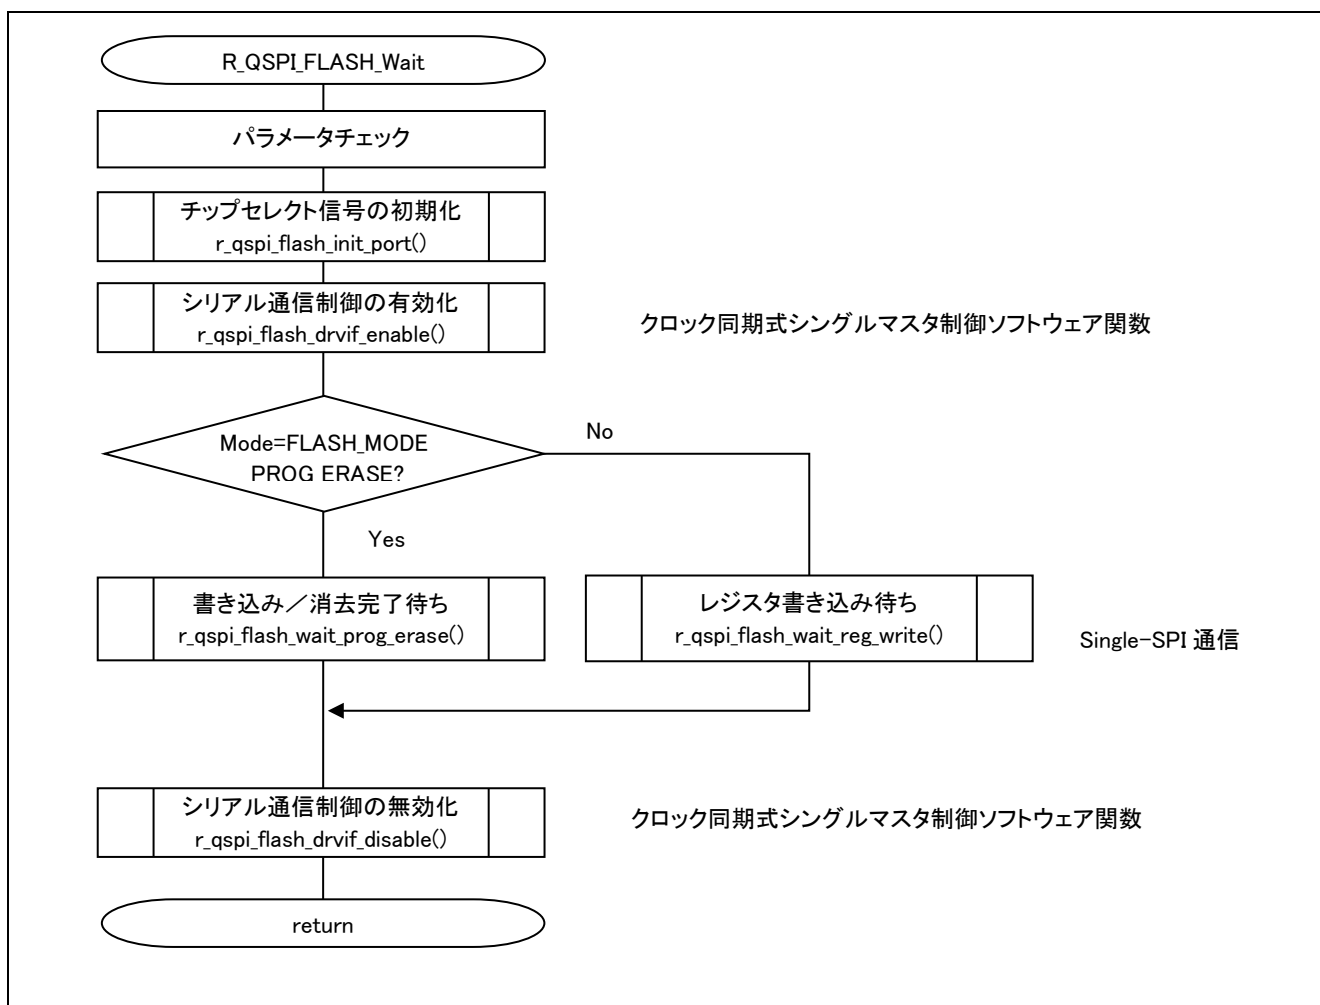 R_QSPI_FLASH_Wait
パラメータチェック
チップセレクト信号の初期化
r_qspi_flash_init_port()
シリアル通信制御の有効化
r_qspi_flash_drvif_enable()
クロック同期式シングルマスタ制御ソフトウェア関数
Mode=FLASH_MODE
PROG ERASE?
No
Yes
書き込み／消去完了待ち
r_qspi_flash_wait_prog_erase()
レジスタ書き込み待ち
r_qspi_flash_wait_reg_write()
Single-SPI 通信
シリアル通信制御の無効化
r_qspi_flash_drvif_disable()
クロック同期式シングルマスタ制御ソフトウェア関数
return